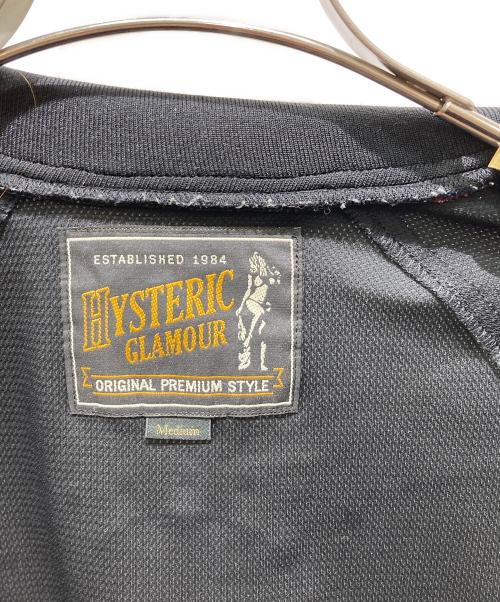 ESTABLISHED 1984
HYSTERIC
GLAMOUR
ORIGINAL PREMIUM STYLE
Medium